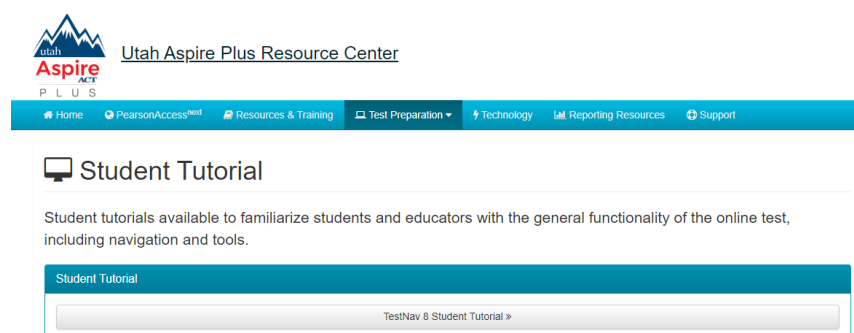 utah
Aspire
ACT
PLUS
Utah Aspire Plus Resource Center
Home PearsonAccessnext Resources & Training Test Preparation Technology Reporting Resources Support
Student Tutorial
Student tutorials available to familiarize students and educators with the general functionality of the online test,
including navigation and tools.
Student Tutorial
TestNav 8 Student Tutorial »